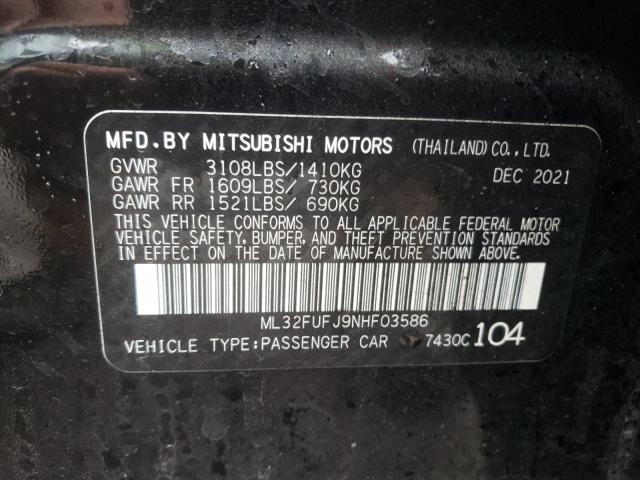 MFD.BY MITSUBISHI MOTORS (THAILAND)CO.,LTD.
GVWR 3108LBS/1410KG DEC 2021
GAWR FR 1609LBS/ 730KG
GAWR RR 1521LBS/ 690KG
THIS VEHICLE CONFORMS TO ALL APPLICABLE FEDERAL MOTOR
VEHICLE SAFETY, BUMPER, AND THEFT PREVENTION STANDARDS
IN EFFECT ON THE DATE OF MANUFACTURE SHOWN ABOVE.
ML32FUFJ9NHF03586
VEHICLE TYPE:PASSENGER CAR 7430C 104